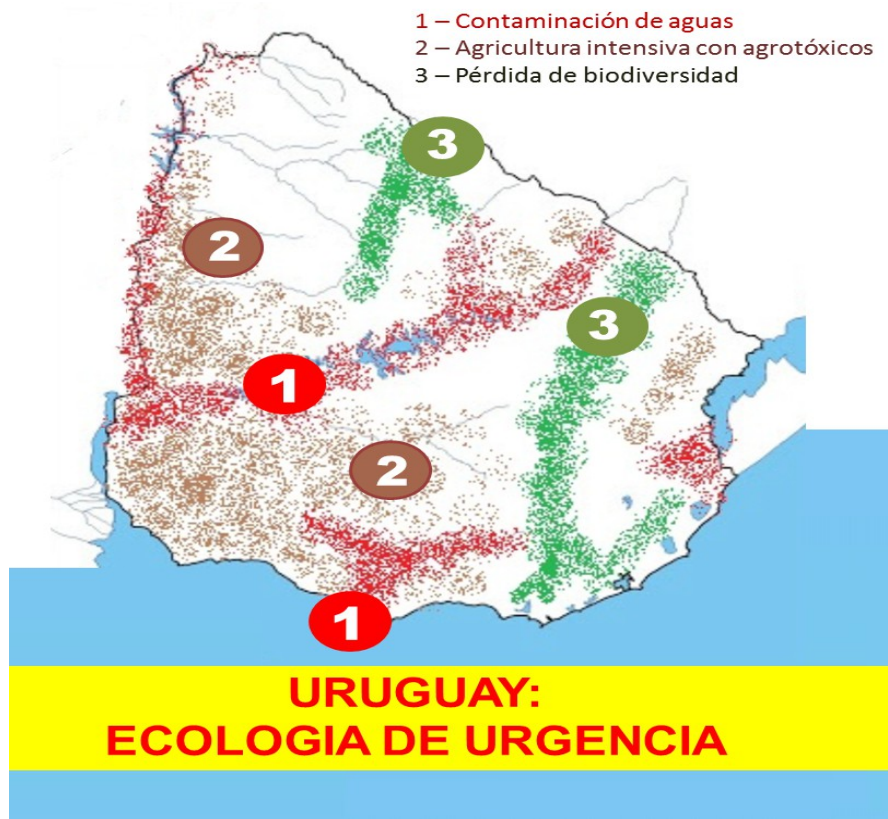 1 – Contaminación de aguas
2 – Agricultura intensiva con agrotóxicos
3 – Pérdida de biodiversidad
3
2
3
1
2
1
URUGUAY:
ECOLOGIA DE URGENCIA